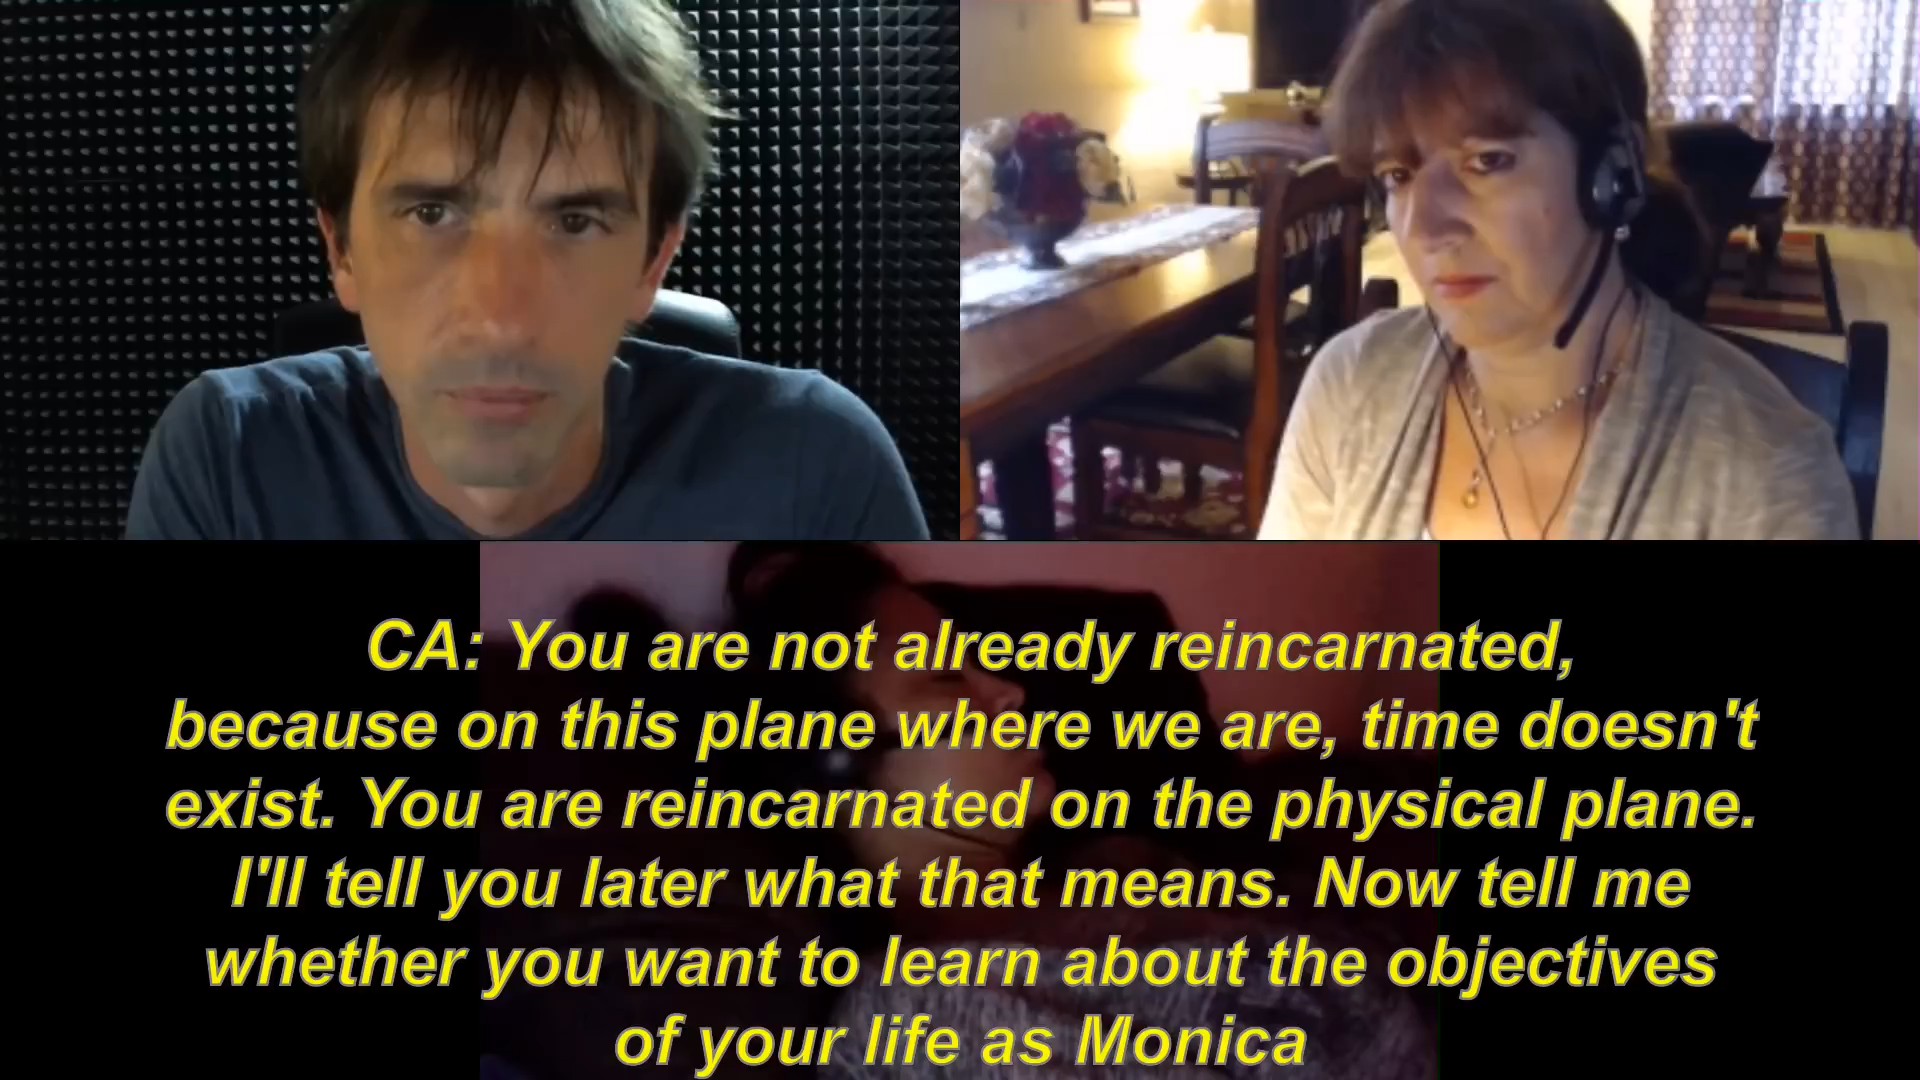 CA: You are not already reincarnated,
because on this plane where we are, time doesn't
exist. You are reincarnated on the physical plane.
I'll tell you later what that means. Now tell me
whether you want to learn about the objectives
of your life as Monica